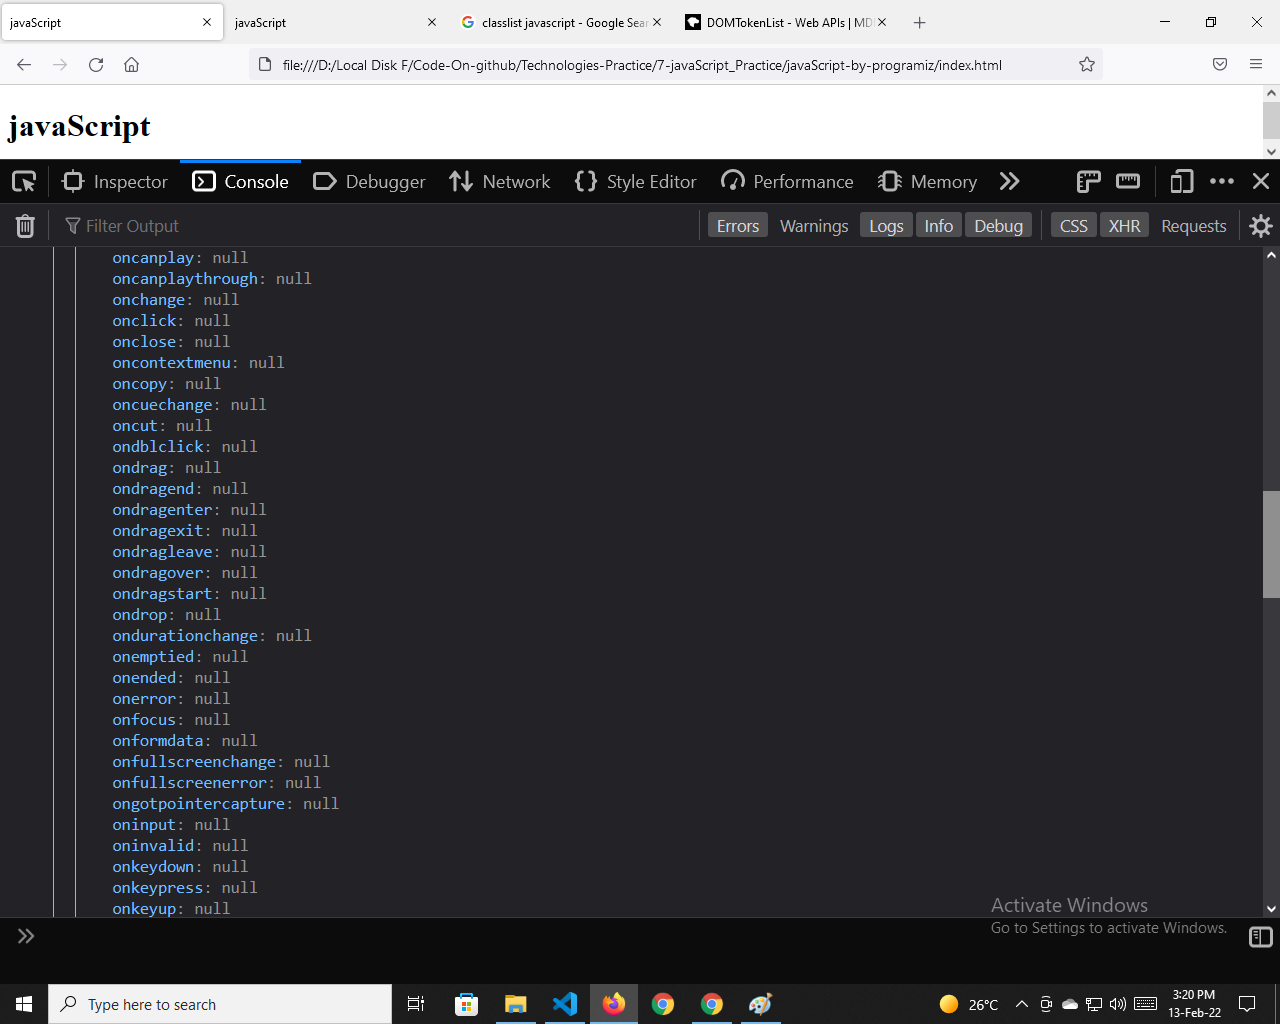 javaScript
javaScript
classlist javascript - Google Sear
DOMTokenList - Web APIs | MD
file:///D:/Local Disk F/Code-On-github/Technologies-Practice/7-javaScript_Practice/javaScript-by-programiz/index.html
javaScript
Inspector Console Debugger Network Style Editor Performance Memory
Filter Output Errors Warnings Logs Info Debug CSS XHR Requests
oncanplay: null
oncanplaythrough: null
onchange: null
onclick: null
onclose: null
oncontextmenu: null
oncopy: null
oncuechange: null
oncut: null
ondblclick: null
ondrag: null
ondragend: null
ondragenter: null
ondragexit: null
ondragleave: null
ondragover: null
ondragstart: null
ondrop: null
ondurationchange: null
onemptied: null
onended: null
onerror: null
onfocus: null
onformdata: null
onfullscreenchange: null
onfullscreenerror: null
ongotpointercapture: null
oninput: null
oninvalid: null
onkeydown: null
onkeypress: null
onkeyup: null
Activate Windows
Go to Settings to activate Windows.
Type here to search
26°C
3:20 PM
13-Feb-22